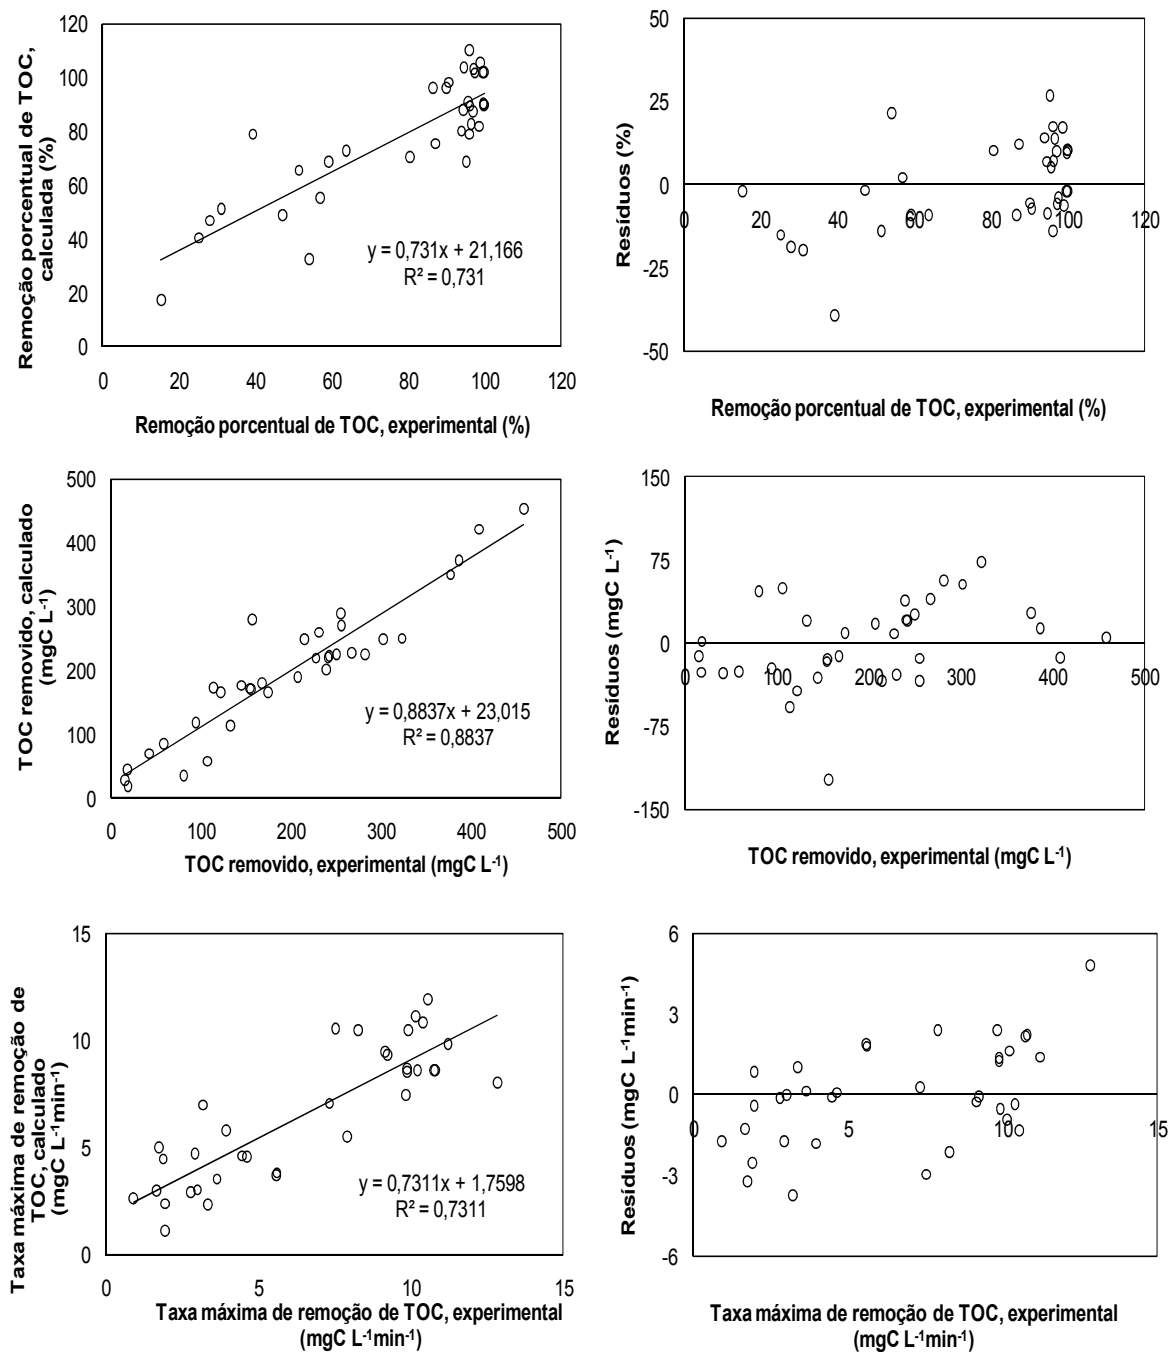 Remoção porcentual de TOC,
calculada (%)
120
100
80
60
40
20
0
y = 0,731x + 21,166
R² = 0,731
0 20 40 60 80 100 120
Remoção porcentual de TOC, experimental (%)
Resíduos (%)
50
25
0
-25
-50
0 20 40 60 80 100 120
Remoção porcentual de TOC, experimental (%)
TOC removido, calculado
(mgC L-1)
500
400
300
200
100
0
y = 0,8837x + 23,015
R² = 0,8837
0 100 200 300 400 500
TOC removido, experimental (mgC L-1)
Resíduos (mgC L-1)
150
75
0
-75
-150
100 200 300 400 500
TOC removido, experimental (mgC L-1)
Taxa máxima de remoção de
TOC, calculado
(mgC L-1min-1)
15
10
5
0
y = 0,7311x + 1,7598
R² = 0,7311
0 5 10 15
Taxa máxima de remoção de TOC, experimental
(mgC L-1min-1)
Resíduos (mgC L-1min-1)
6
3
0
-3
-6
0 5 10 15
Taxa máxima de remoção de TOC, experimental
(mgC L-1min-1)